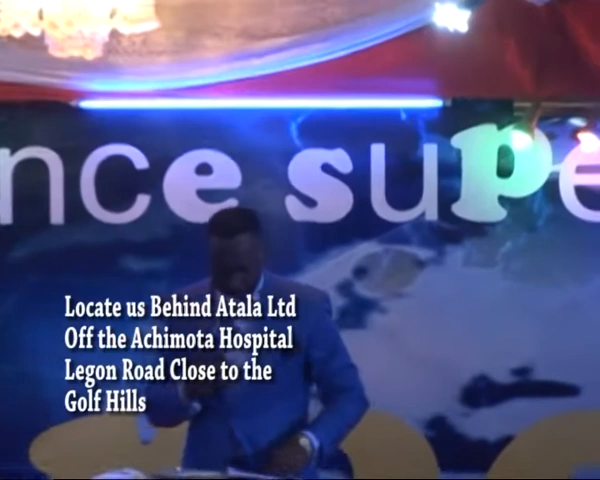 nce supe
Locate us Behind Atala Ltd
Off the Achimota Hospital
Legon Road Close to the
Golf Hills